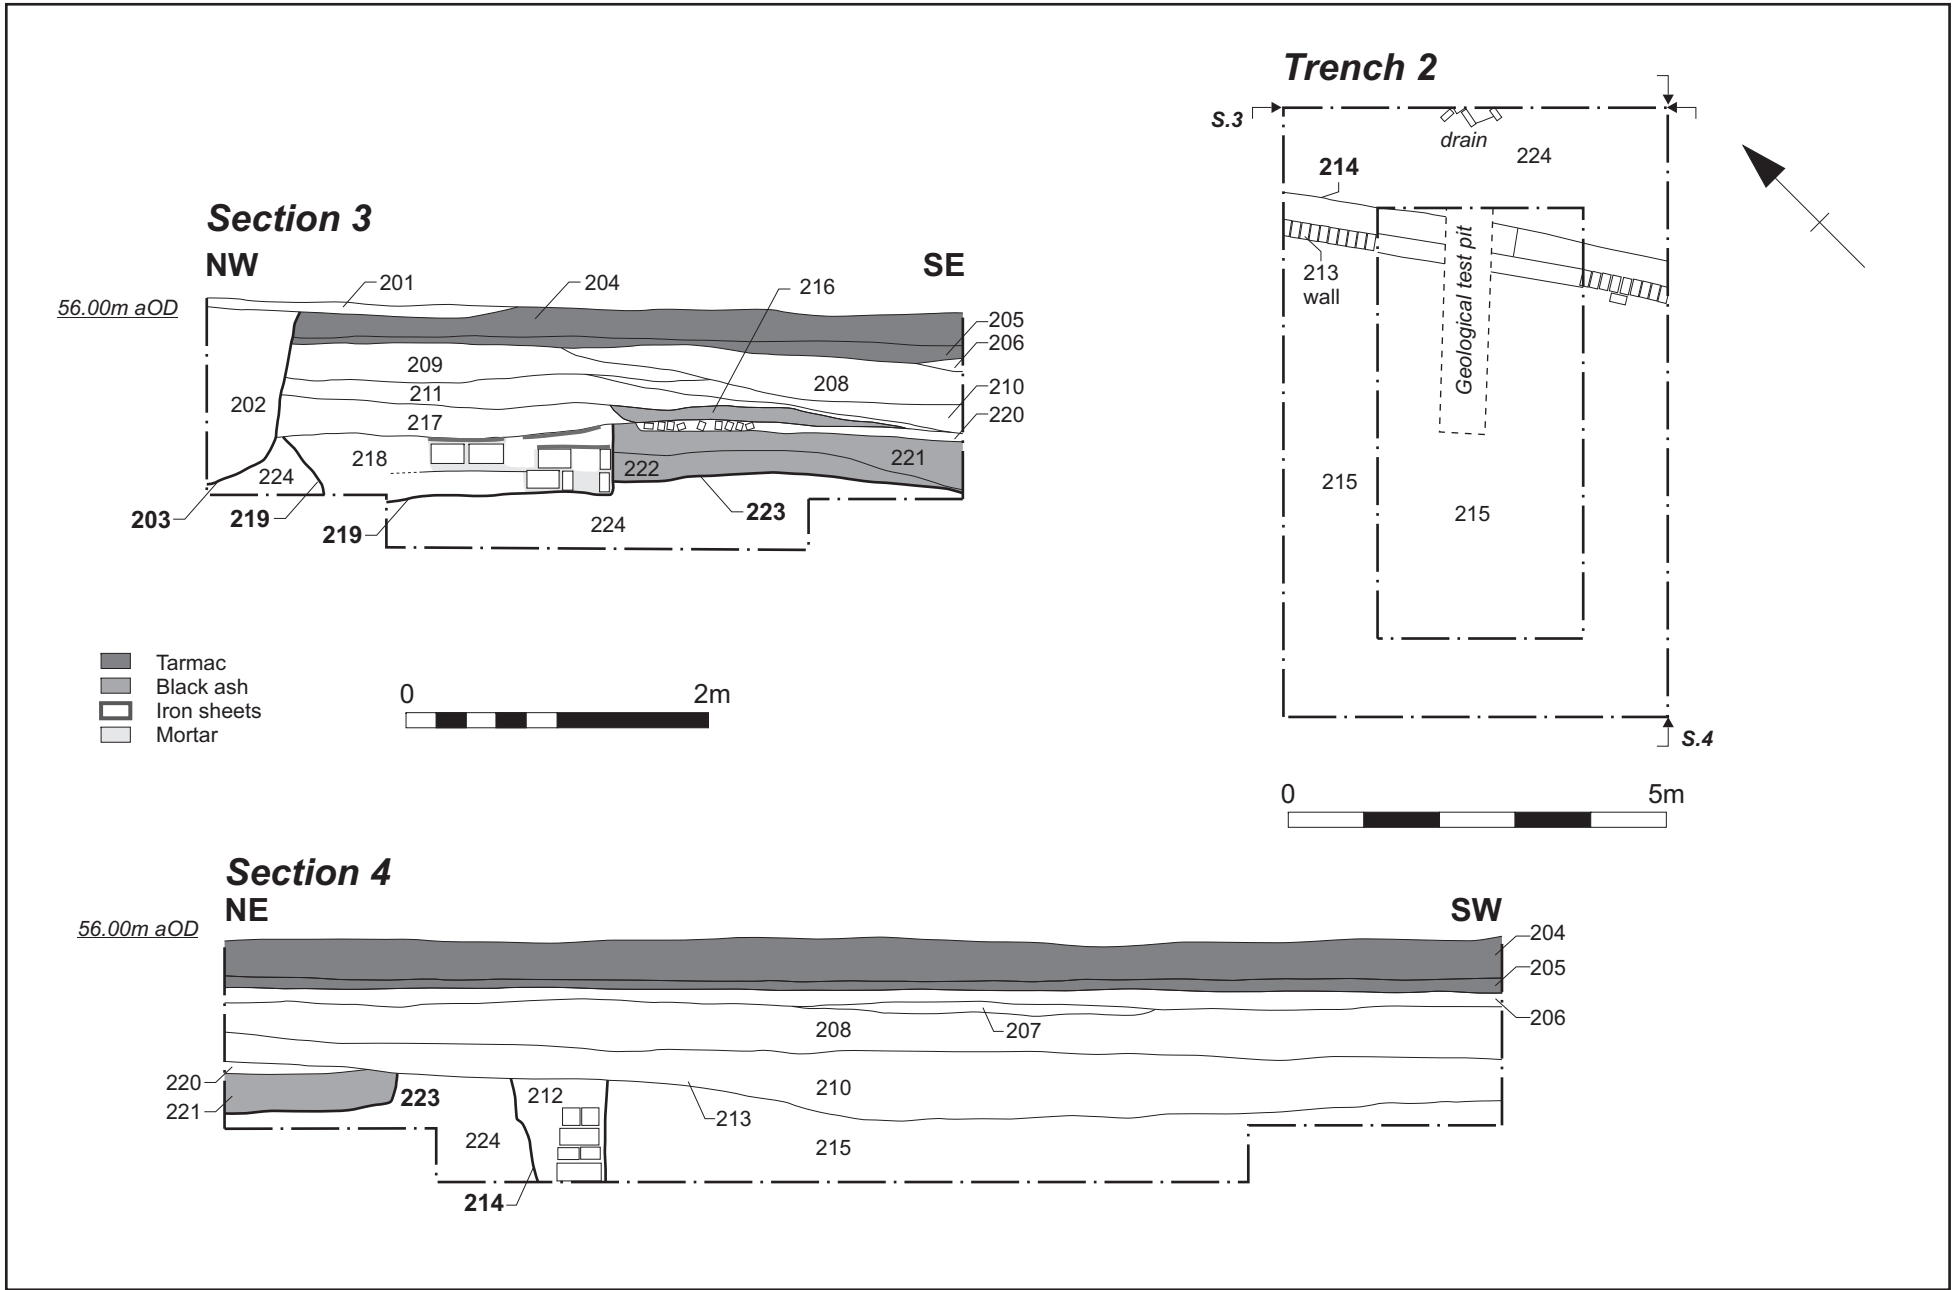 Trench 2
S.3
drain
224
214
213
wall
Geological test pit
215
215
S.4
0 5m
Section 3
NW SE
56.00m aOD
201
204
216
205
206
209
208
210
211
220
202
217
218
221
222
224
203
219
219
223
224
Tarmac
Black ash
Iron sheets
Mortar
0 2m
Section 4
NE SW
56.00m aOD
204
205
206
207
208
220
221
223
212
210
213
224
215
214